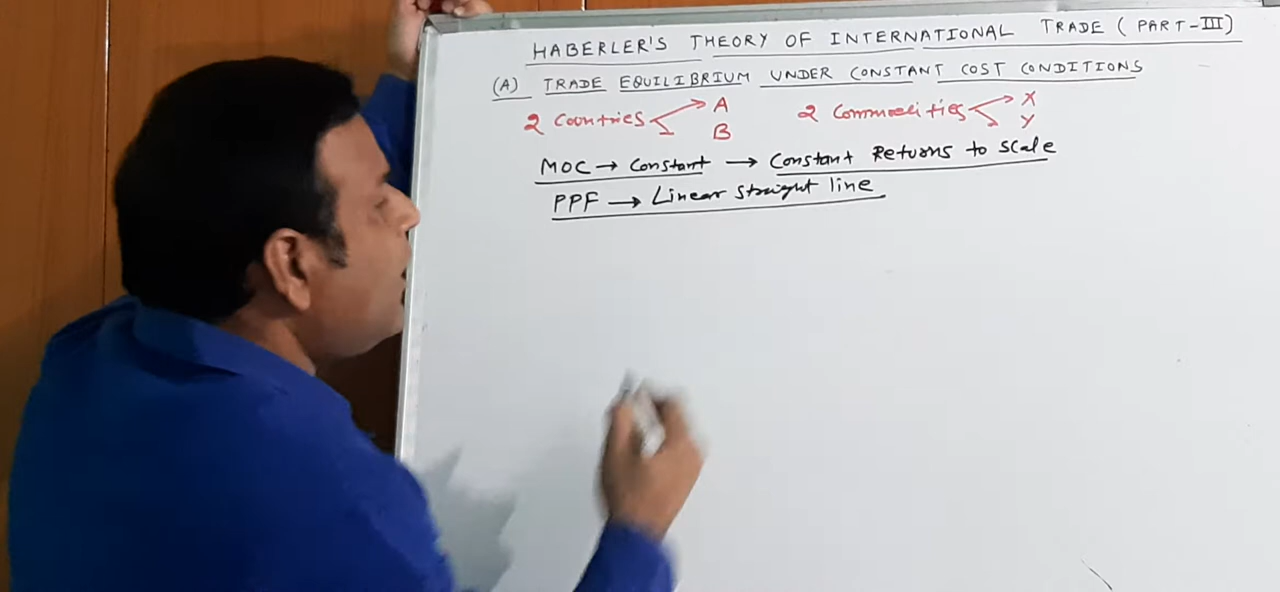 HABERLER'S THEORY OF INTERNATIONAL TRADE (PART-III)
(A) TRADE EQUILIBRIUM UNDER CONSTANT COST CONDITIONS
2 Countries A B 2 Commodities X Y
MOC → Constant → Constant Returns to Scale
PPF → Linear straight line